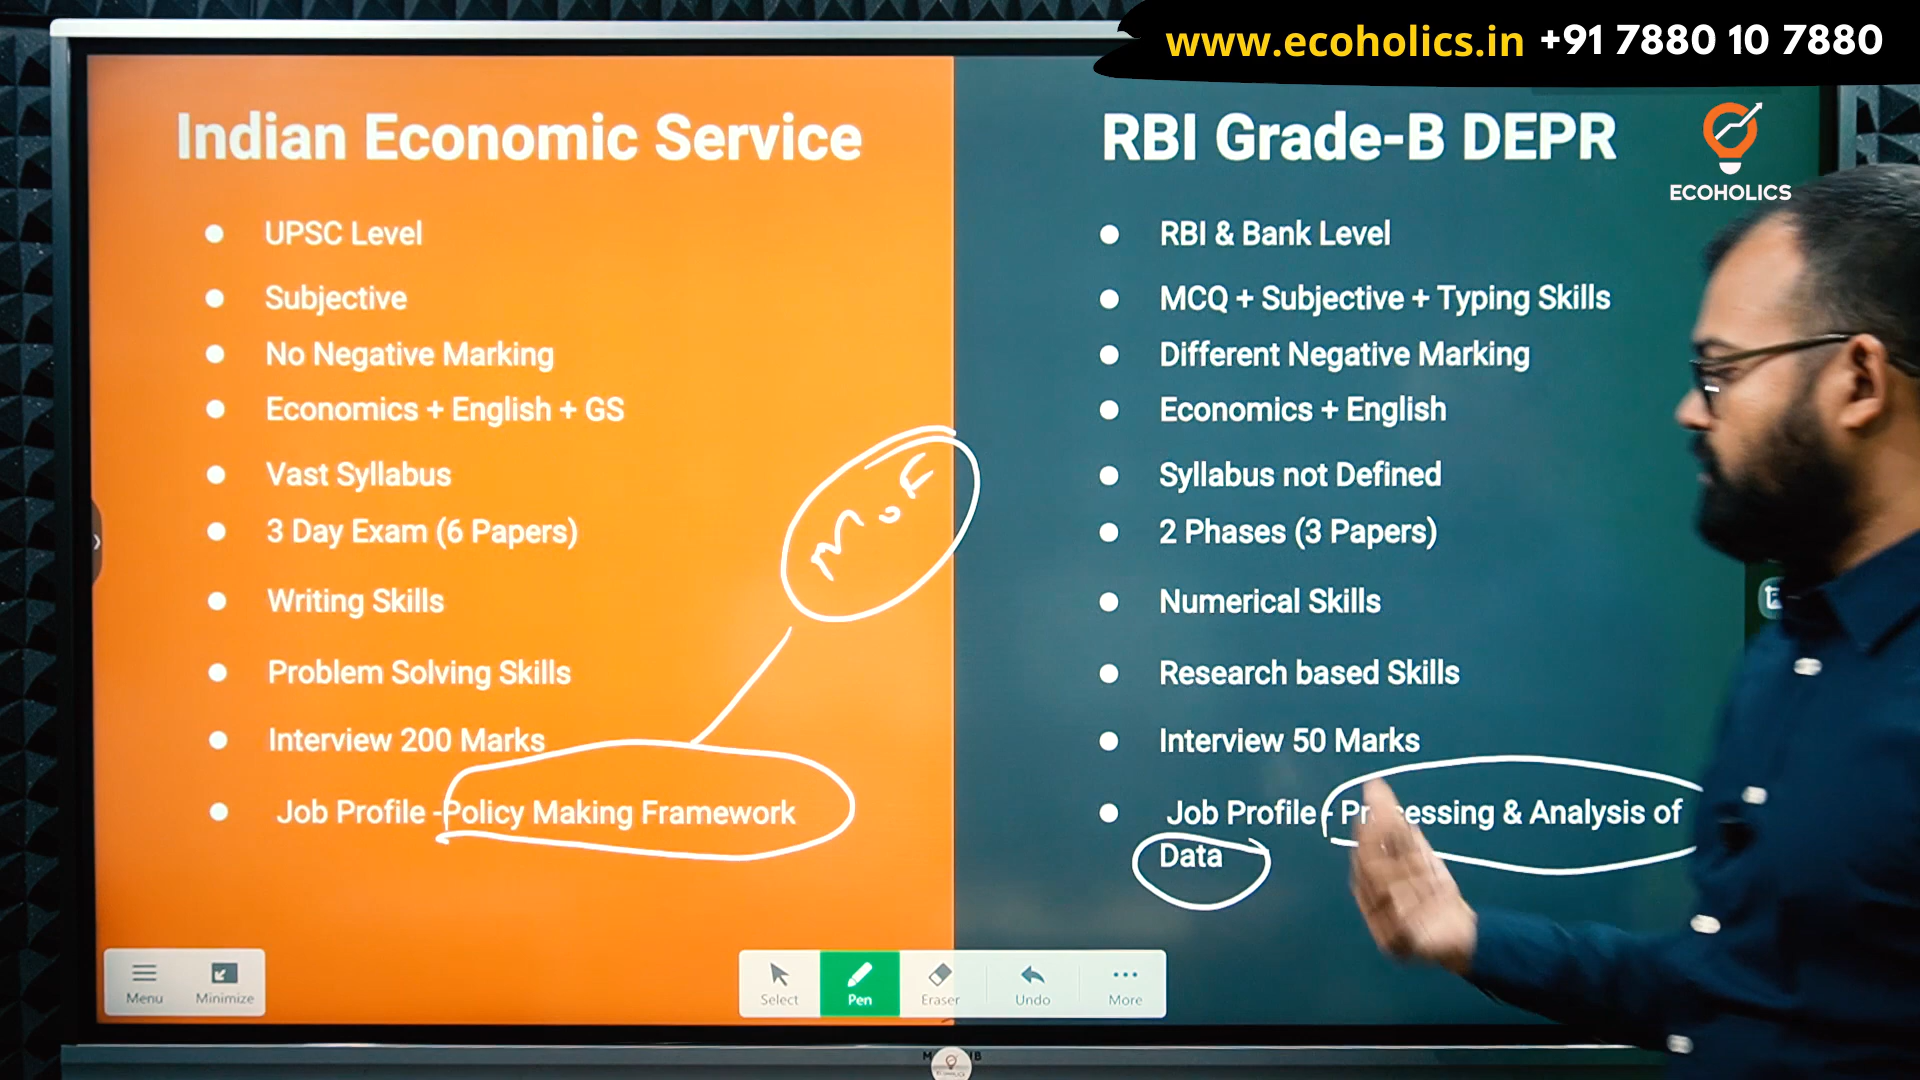 www.ecoholics.in +91 7880 10 7880
ECOHOLICS
Indian Economic Service
UPSC Level
Subjective
No Negative Marking
Economics + English + GS
Vast Syllabus
3 Day Exam (6 Papers)
Writing Skills
Problem Solving Skills
Interview 200 Marks
Job Profile -Policy Making Framework
M.o.F
RBI Grade-B DEPR
RBI & Bank Level
MCQ + Subjective + Typing Skills
Different Negative Marking
Economics + English
Syllabus not Defined
2 Phases (3 Papers)
Numerical Skills
Research based Skills
Interview 50 Marks
Job Profile - Processing & Analysis of
Data
Menu
Minimize
Select
Pen
Eraser
Undo
More